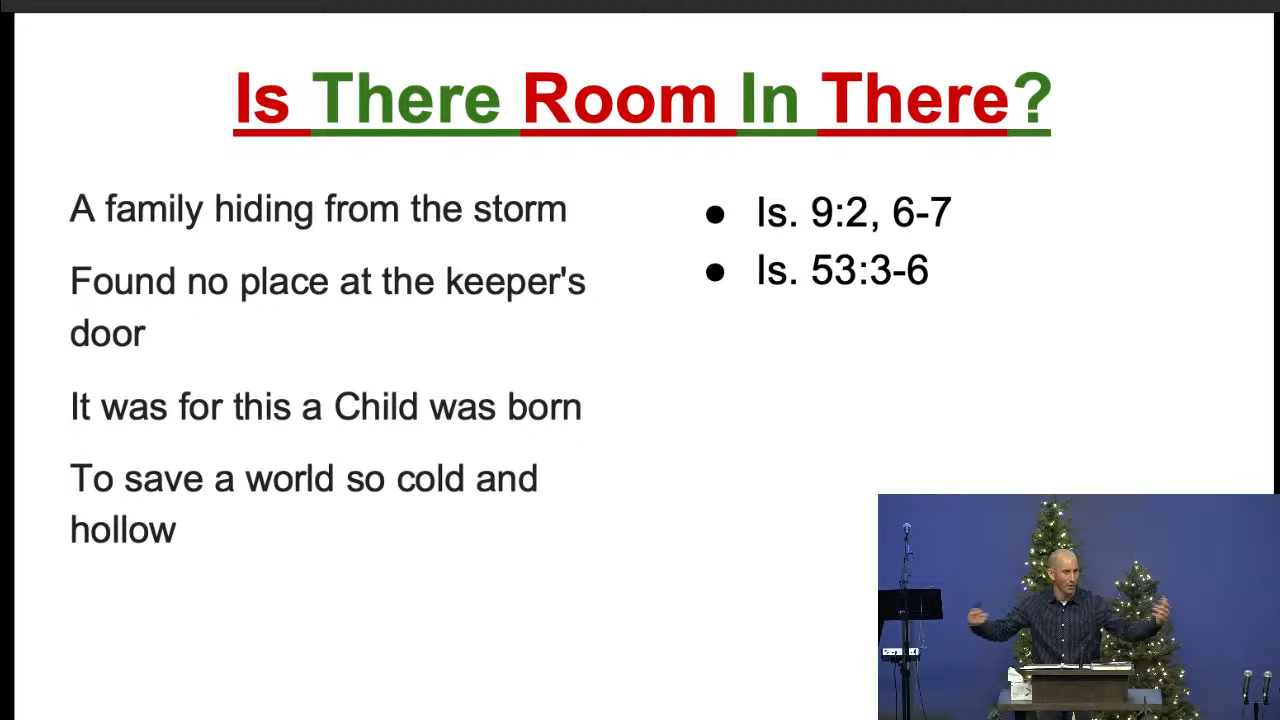 Is There Room In There?
A family hiding from the storm
Found no place at the keeper's
door
It was for this a Child was born
To save a world so cold and
hollow
● Is. 9:2, 6-7
● Is. 53:3-6